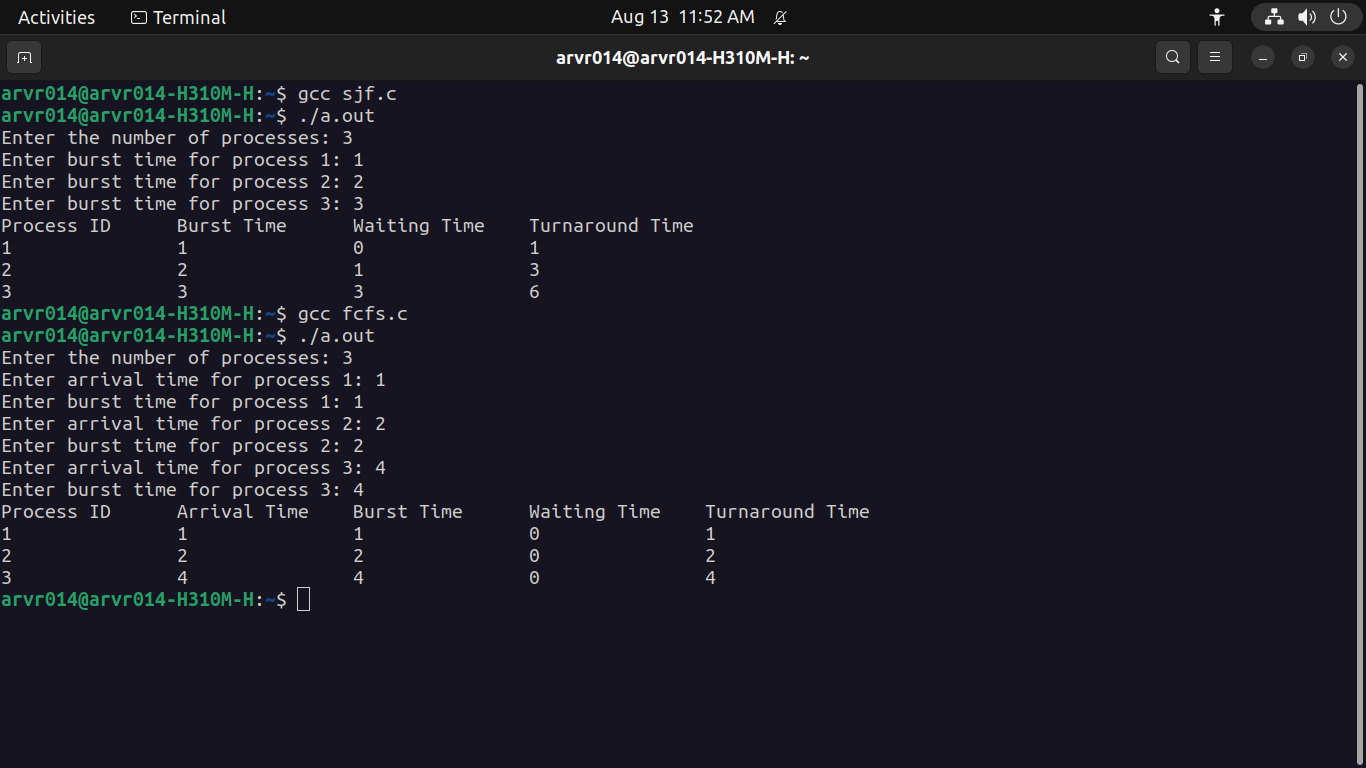 Activities Terminal Aug 13 11:52 AM
arvr014@arvr014-H310M-H: ~
arvr014@arvr014-H310M-H:~$ gcc sjf.c
arvr014@arvr014-H310M-H:~$ ./a.out
Enter the number of processes: 3
Enter burst time for process 1: 1
Enter burst time for process 2: 2
Enter burst time for process 3: 3
Process ID Burst Time Waiting Time Turnaround Time
1 1 0 1
2 2 1 3
3 3 3 6
arvr014@arvr014-H310M-H:~$ gcc fcfs.c
arvr014@arvr014-H310M-H:~$ ./a.out
Enter the number of processes: 3
Enter arrival time for process 1: 1
Enter burst time for process 1: 1
Enter arrival time for process 2: 2
Enter burst time for process 2: 2
Enter arrival time for process 3: 4
Enter burst time for process 3: 4
Process ID Arrival Time Burst Time Waiting Time Turnaround Time
1 1 1 0 1
2 2 2 0 2
3 4 4 0 4
arvr014@arvr014-H310M-H:~$